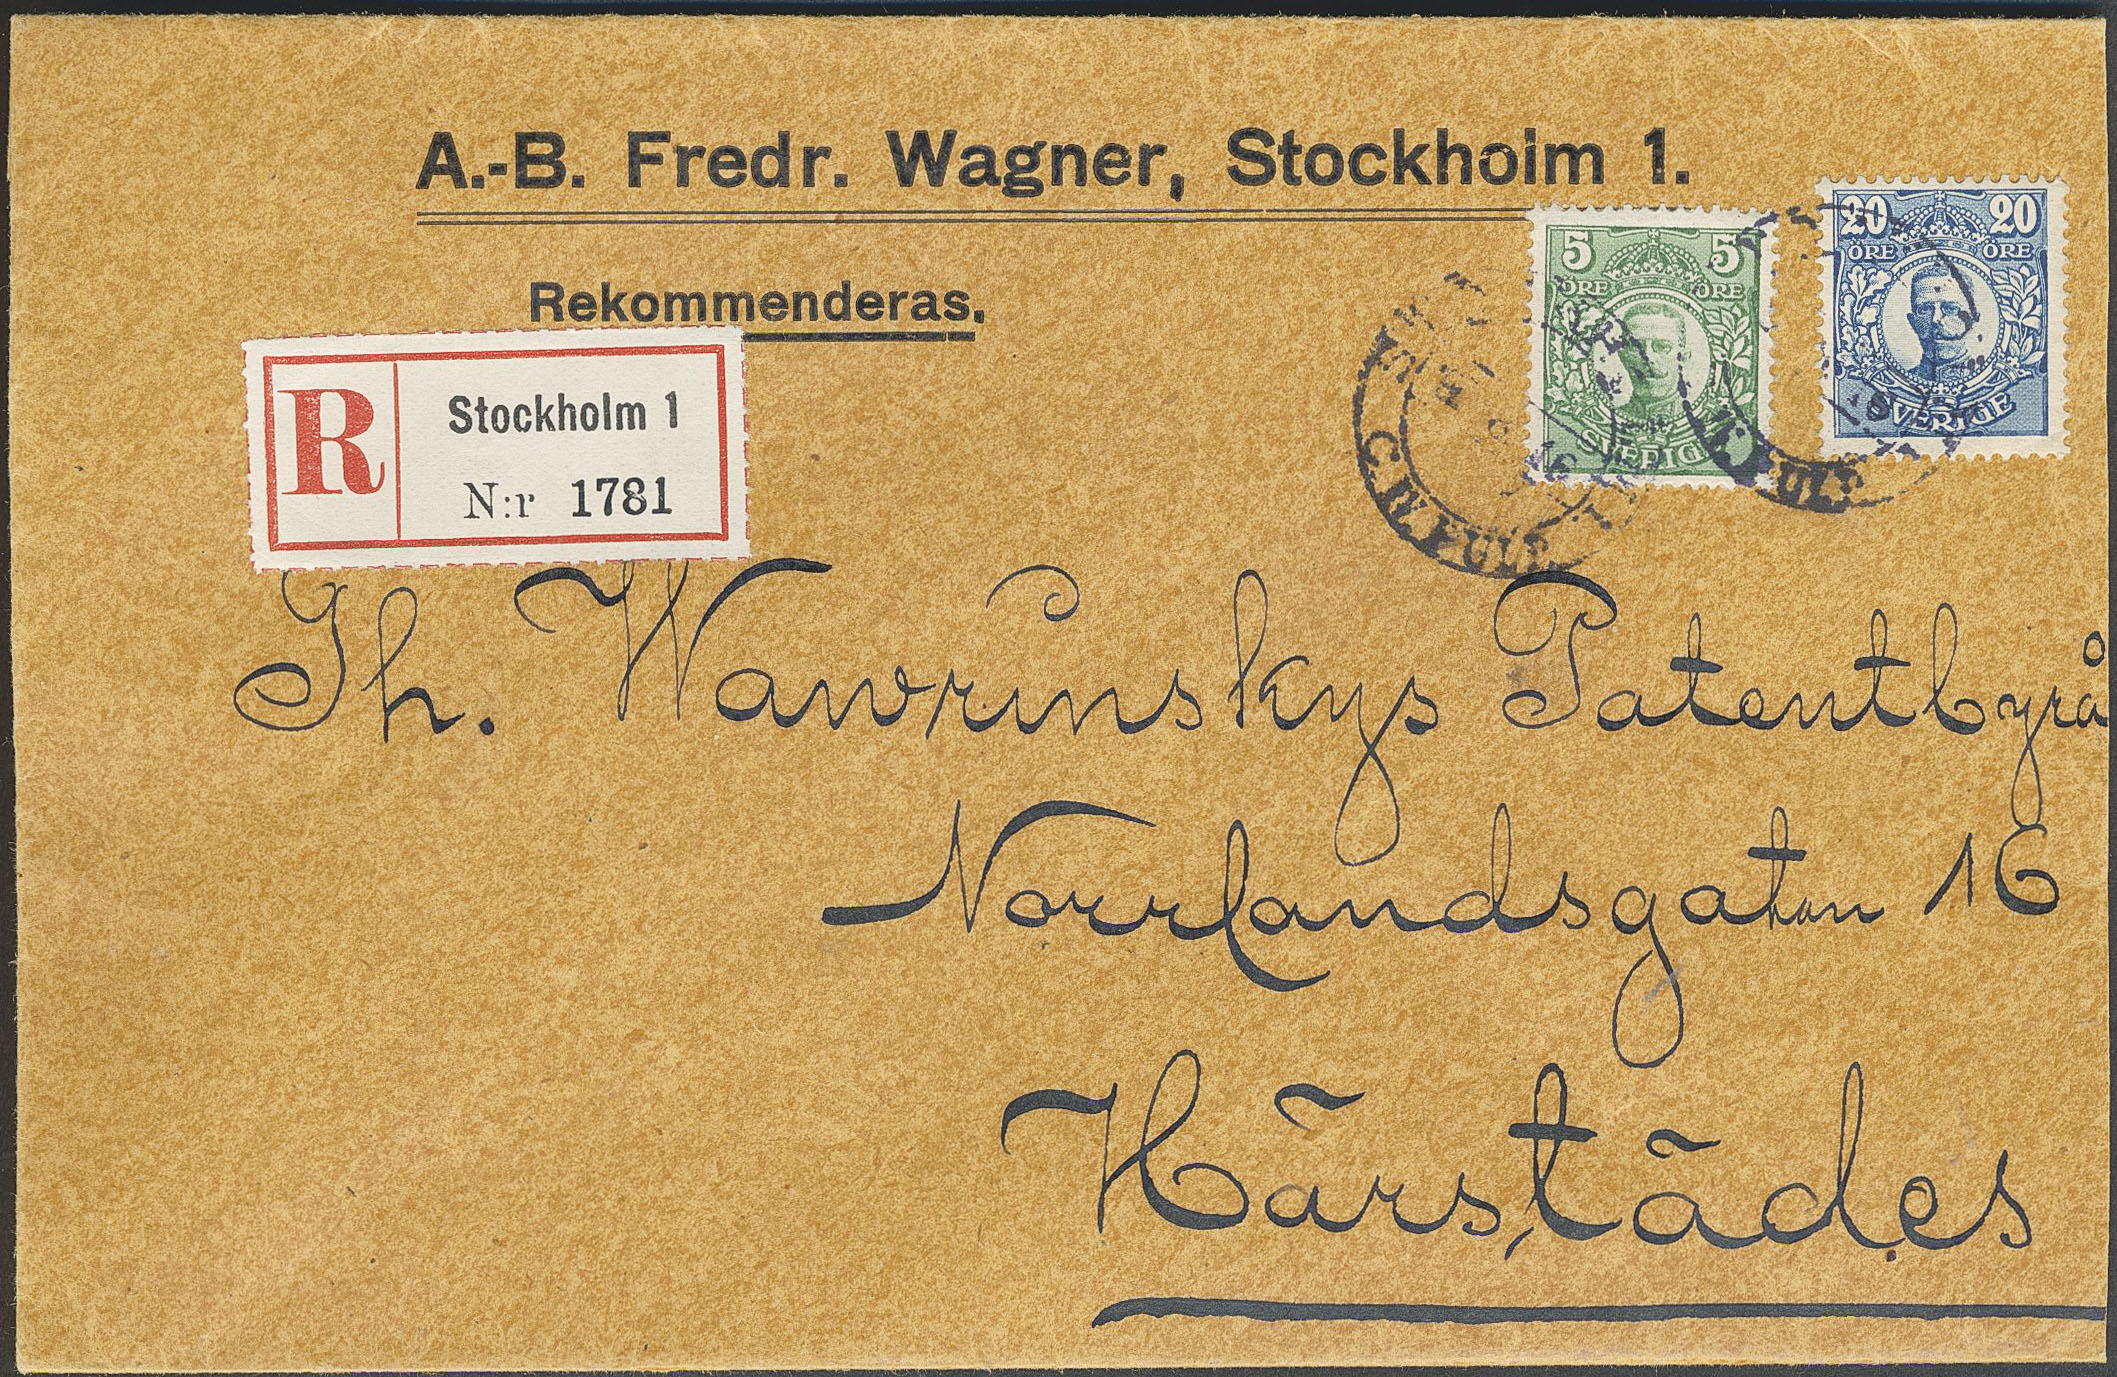 A.-B. Fredr. Wagner, Stockholm 1.
Rekommenderas.
R
Stockholm 1
N:r 1781
5 5
ÖRE ÖRE
SVERIGE
20 20
ÖRE ÖRE
SVERIGE
Th. Wawrinskys Patentbyrå
Norrlandsgatan 16
Härstädes